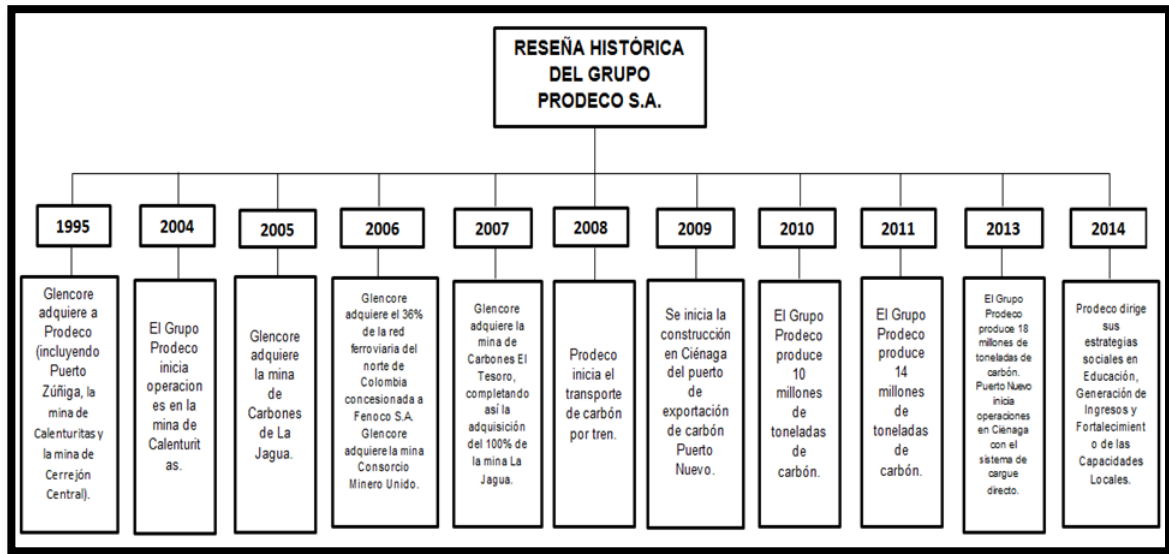 RESEÑA HISTÓRICA
DEL GRUPO
PRODECO S.A.
1995
Glencore
adquiere a
Prodeco
(incluyendo
Puerto
Zúñiga, la
mina de
Calenturitas y
la mina de
Cerrejón
Central).
2004
El Grupo
Prodeco
inicia
operacion
es en la
mina de
Calenturit
as.
2005
Glencore
adquiere
la mina
de
Carbones
de La
Jagua.
2006
Glencore
adquiere el 36%
de la red
ferroviaria del
norte de
Colombia
concesionada a
Fenoco S.A.
Glencore
adquiere la mina
Consorcio
Minero Unido.
2007
Glencore
adquiere la
mina de
Carbones El
Tesoro,
completando
así la
adquisición
del 100% de
la mina La
Jagua.
2008
Prodeco
inicia el
transporte
de carbón
por tren.
2009
Se inicia la
construcción
en Ciénaga
del puerto
de
exportación
de carbón
Puerto
Nuevo.
2010
El Grupo
Prodeco
produce
10
millones
de
toneladas
de
carbón.
2011
El Grupo
Prodeco
produce
14
millones
de
toneladas
de
carbón.
2013
El Grupo
Prodeco
produce 18
millones de
toneladas de
carbón.
Puerto Nuevo
inicia
operaciones
en Ciénaga
con el
sistema de
cargue
directo.
2014
Prodeco dirige
sus
estrategias
sociales en
Educación,
Generación de
Ingresos y
Fortalecimient
o de las
Capacidades
Locales.